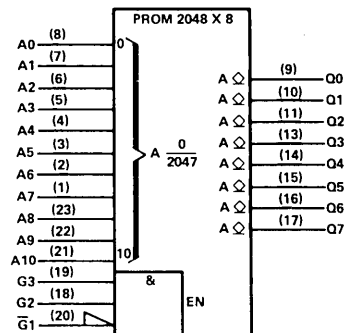 PROM 2048 X 8
A0 (8) 0
A1 (7)
A2 (6)
A3 (5)
A4 (4)
A5 (3)
A6 (2)
A7 (1)
A8 (23)
A9 (22)
A10 (21) 10
A 0
2047
G3 (19) &
G2 (18) EN
G̅1 (20)
A (9) Q0
A (10) Q1
A (11) Q2
A (13) Q3
A (14) Q4
A (15) Q5
A (16) Q6
A (17) Q7